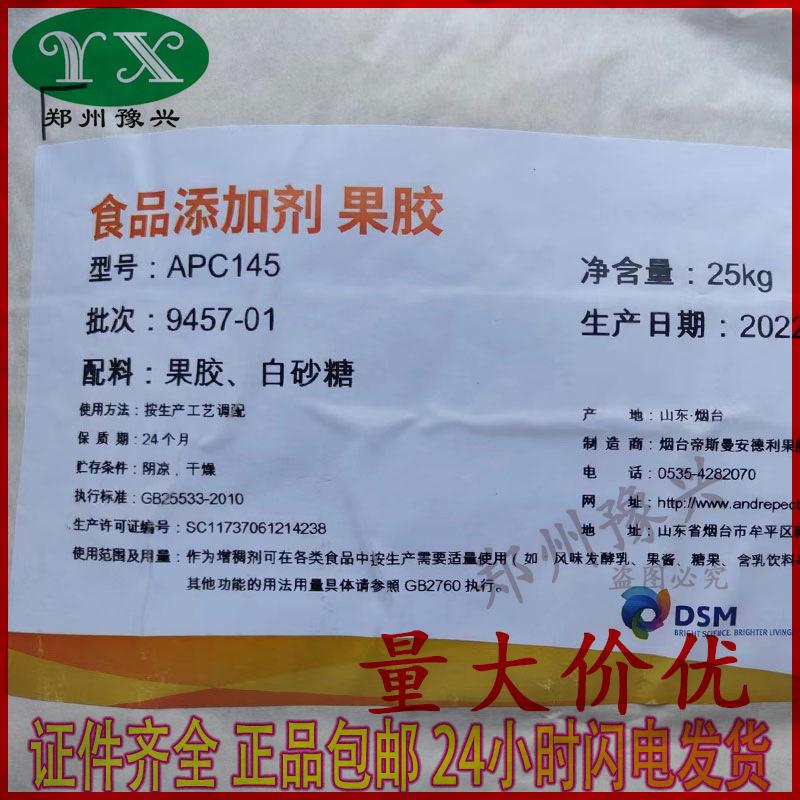 YX
郑州豫兴
食品添加剂 果胶
型号：APC145
净含量：25kg
批次：9457-01
生产日期：2022
配料：果胶、白砂糖
使用方法：按生产工艺调配
产 地：山东·烟台
保 质 期：24个月
制 造 商：烟台帝斯曼安德利果胶
贮存条件：阴凉，干燥
电 话：0535-4282070
执行标准：GB25533-2010
网 址：http://www.andrepect
生产许可证编号：SC11737061214238
地 址：山东省烟台市牟平区
使用范围及用量：作为增稠剂可在各类食品中按生产需要适量使用（如 风味发酵乳、果酱、糖果、含乳饮料
其他功能的用法用量具体请参照 GB2760 执行。
郑州豫兴
盗图必究
DSM
BRIGHT SCIENCE. BRIGHTER LIVING.
量大价优
证件齐全 正品包邮 24小时闪电发货